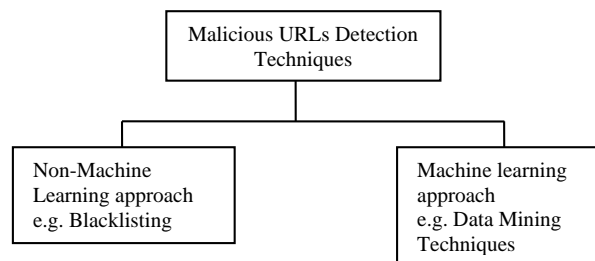 Malicious URLs Detection
Techniques
Non-Machine
Learning approach
e.g. Blacklisting
Machine learning
approach
e.g. Data Mining
Techniques